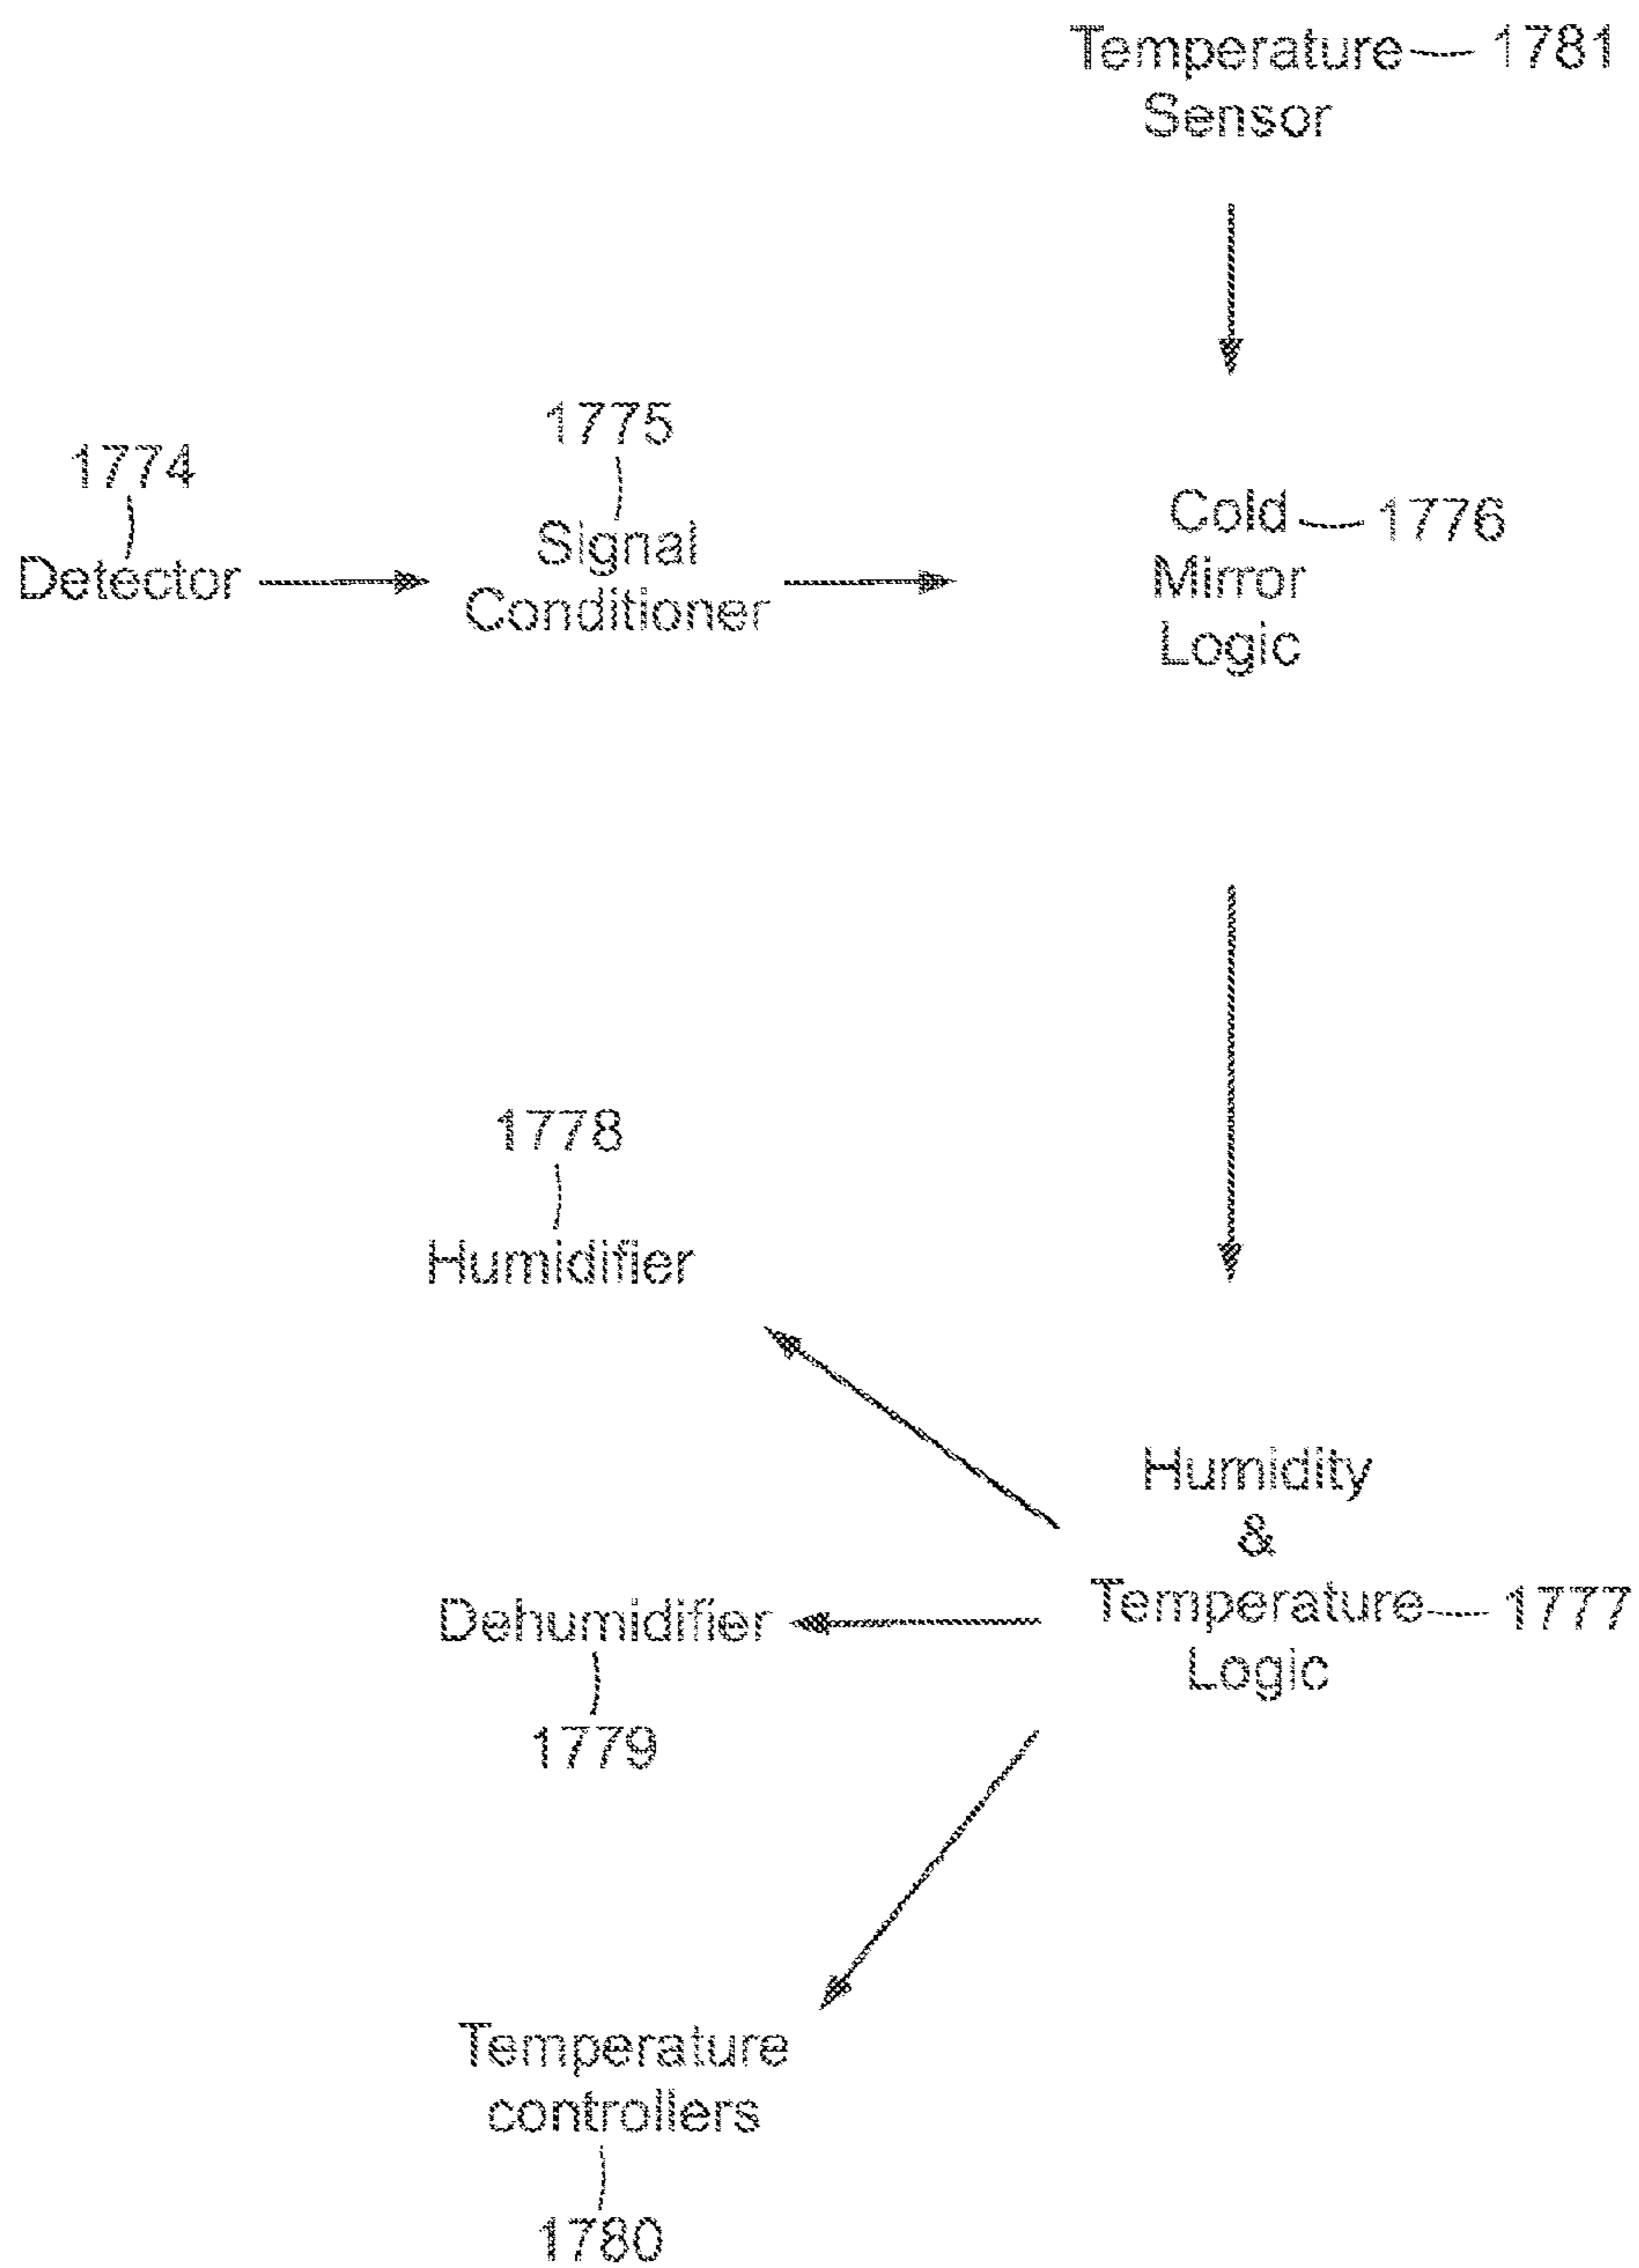 Temperature 1781
Sensor
1775
1774
Signal
Detector
Conditioner
Cold 1776
Mirror
Logic
1778
Humidifier
Humidity
&
Temperature 1777
Logic
Dehumidifier
1779
Temperature
controllers
1780